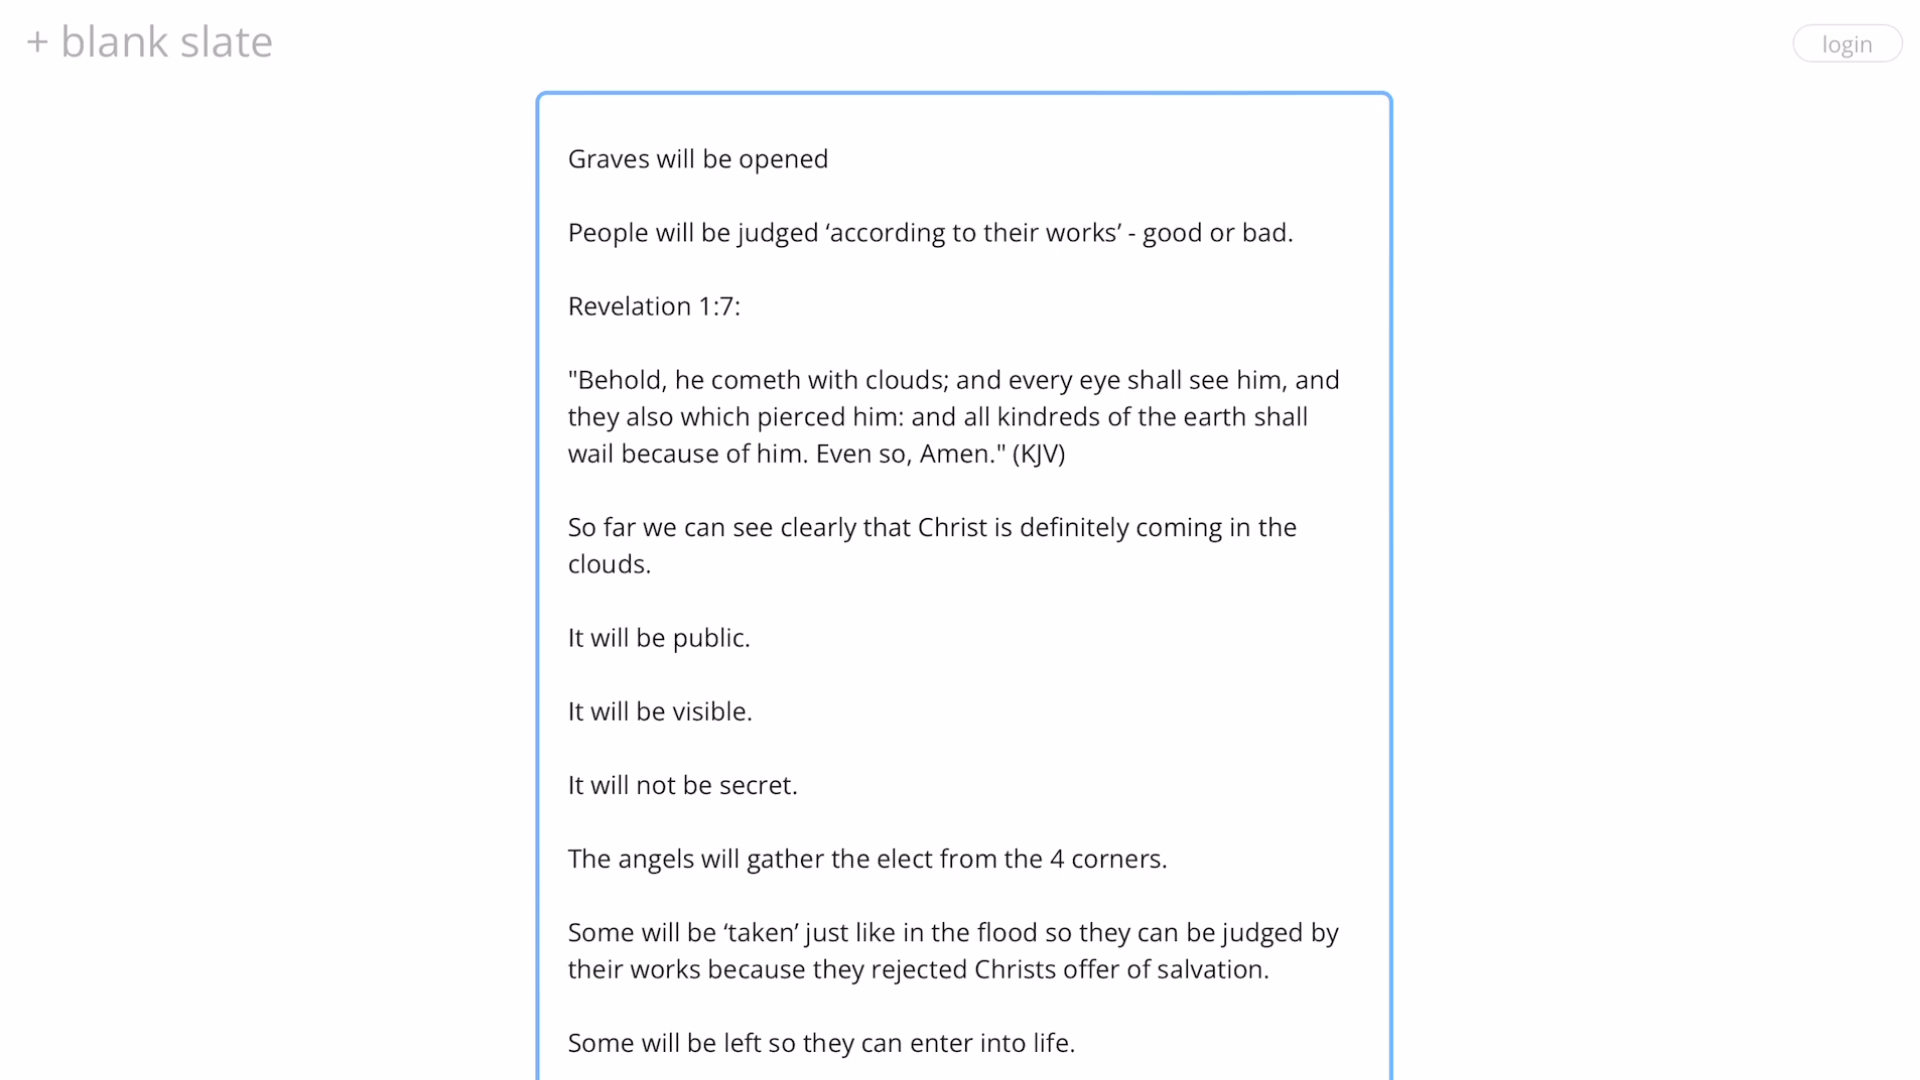 + blank slate
login
Graves will be opened
People will be judged ‘according to their works’ - good or bad.
Revelation 1:7:
"Behold, he cometh with clouds; and every eye shall see him, and
they also which pierced him: and all kindreds of the earth shall
wail because of him. Even so, Amen." (KJV)
So far we can see clearly that Christ is definitely coming in the
clouds.
It will be public.
It will be visible.
It will not be secret.
The angels will gather the elect from the 4 corners.
Some will be ‘taken’ just like in the flood so they can be judged by
their works because they rejected Christs offer of salvation.
Some will be left so they can enter into life.